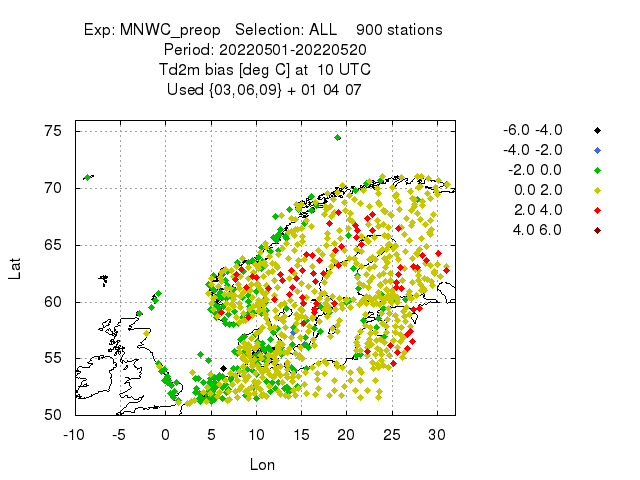 Exp: MNWC_preop   Selection: ALL    900 stations
Period: 20220501-20220520
Td2m bias [deg C] at  10 UTC
Used {03,06,09} + 01 04 07
-6.0 -4.0
-4.0 -2.0
-2.0 0.0
0.0 2.0
2.0 4.0
4.0 6.0
75
70
65
60
55
50
Lat
-10 -5 0 5 10 15 20 25 30
Lon